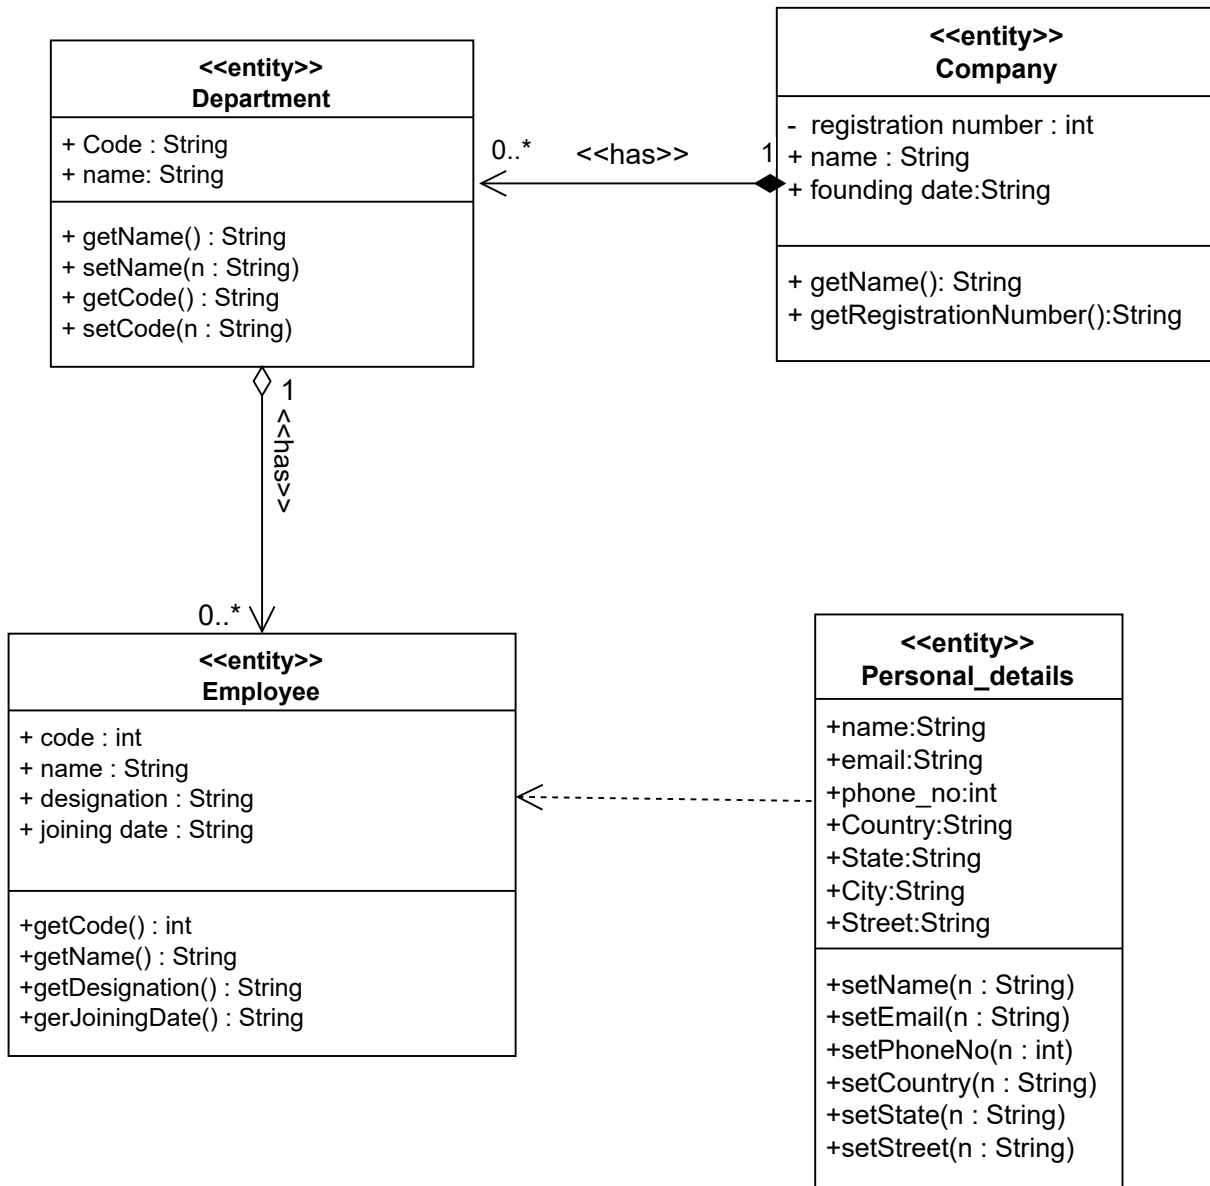 <<entity>>
Department
+ Code : String
+ name: String
+ getName() : String
+ setName(n : String)
+ getCode() : String
+ setCode(n : String)
0..*
<<has>>
1
<<entity>>
Company
- registration number : int
+ name : String
+ founding date:String
+ getName(): String
+ getRegistrationNumber():String
1
<<has>>
0..*
<<entity>>
Employee
+ code : int
+ name : String
+ designation : String
+ joining date : String
+getCode() : int
+getName() : String
+getDesignation() : String
+gerJoiningDate() : String
<<entity>>
Personal_details
+name:String
+email:String
+phone_no:int
+Country:String
+State:String
+City:String
+Street:String
+setName(n : String)
+setEmail(n : String)
+setPhoneNo(n : int)
+setCountry(n : String)
+setState(n : String)
+setStreet(n : String)